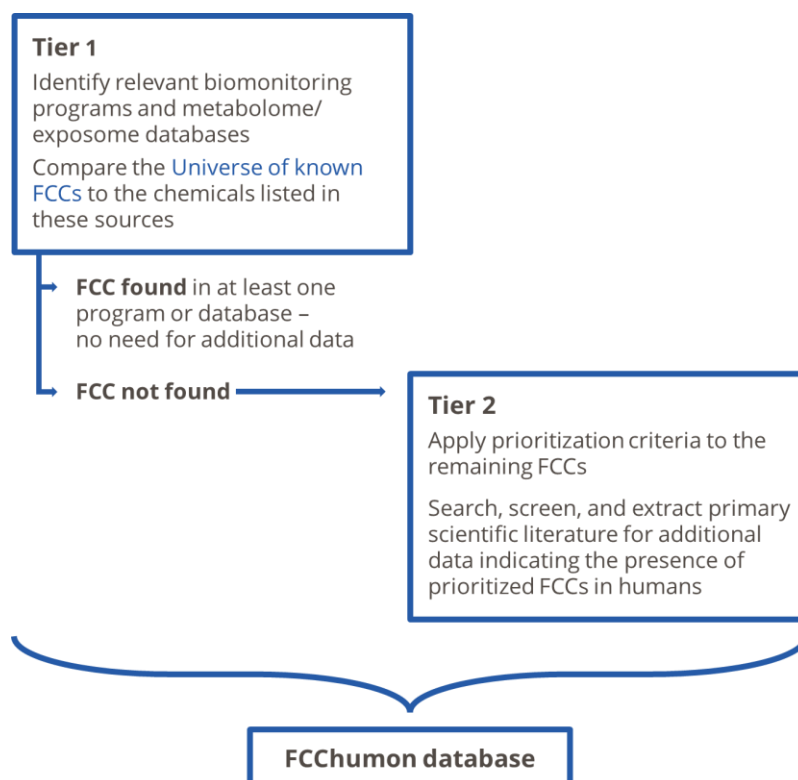 Tier 1
Identify relevant biomonitoring
programs and metabolome/
exposome databases
Compare the Universe of known
FCCs to the chemicals listed in
these sources
FCC found in at least one
program or database –
no need for additional data
FCC not found
Tier 2
Apply prioritization criteria to the
remaining FCCs
Search, screen, and extract primary
scientific literature for additional
data indicating the presence of
prioritized FCCs in humans
FCChumon database